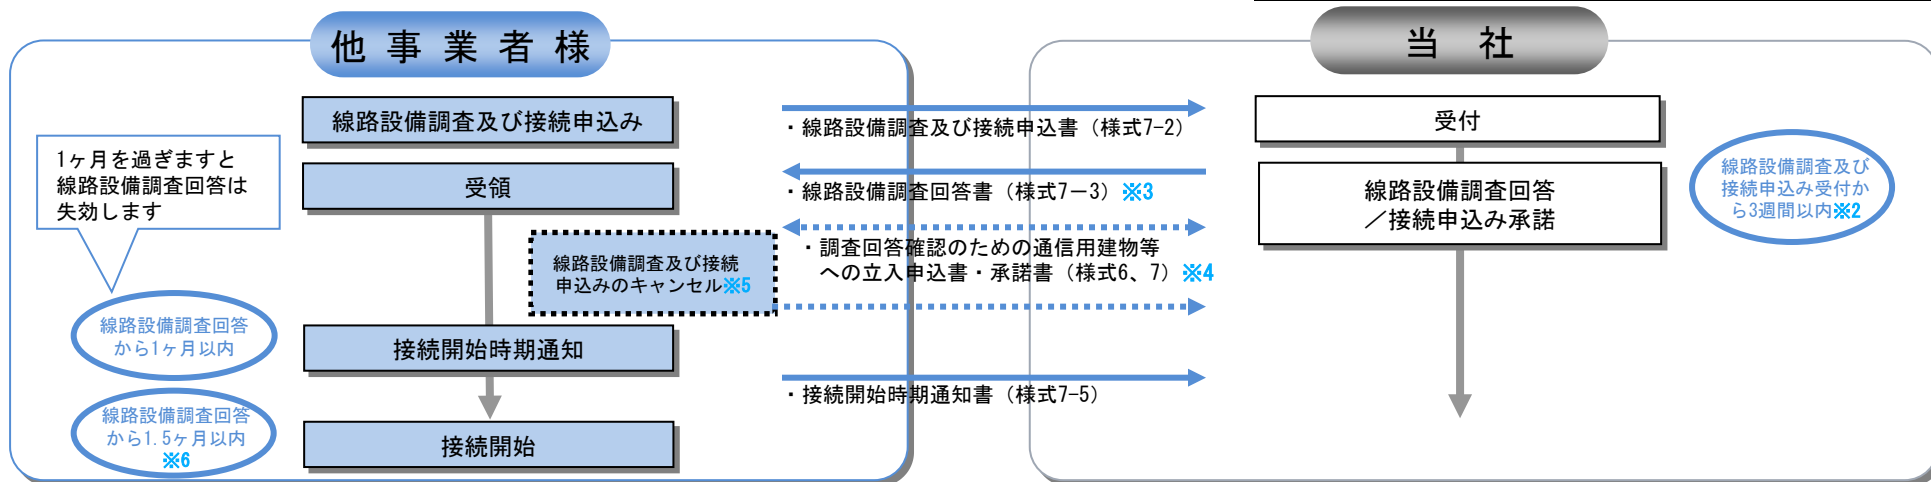 他事業者様
線路設備調査及び接続申込み
1ヶ月を過ぎますと
線路設備調査回答は
失効します
受領
線路設備調査及び接続
申込みのキャンセル※5
線路設備調査回答
から1ヶ月以内
接続開始時期通知
線路設備調査回答
から1.5ヶ月以内
※6
接続開始
・線路設備調査及び接続申込書（様式7-2）
・線路設備調査回答書（様式7－3）※3
・調査回答確認のための通信用建物等
への立入申込書・承諾書（様式6、7）※4
・接続開始時期通知書（様式7-5）
当　社
受付
線路設備調査回答
／接続申込み承諾
線路設備調査及び
接続申込み受付か
ら3週間以内※2